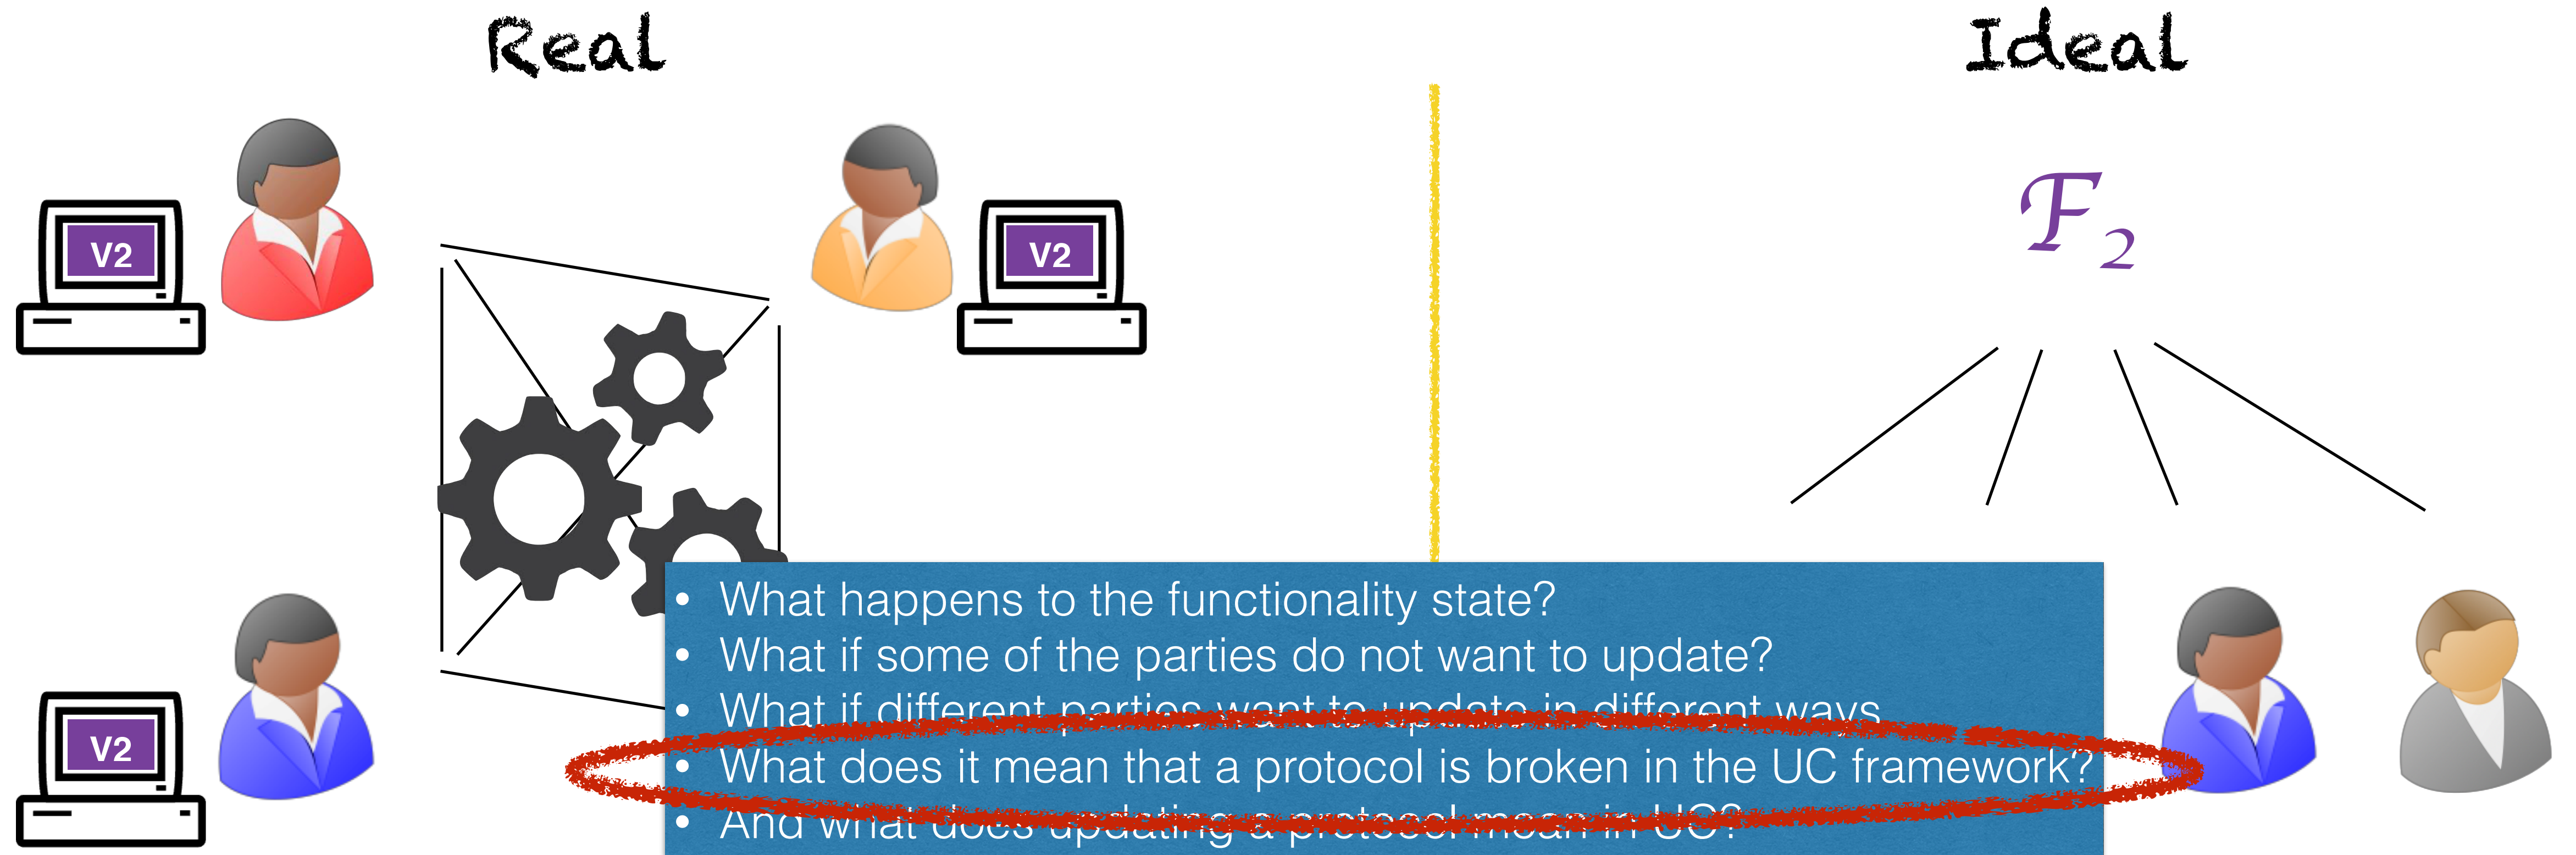 Real
Ideal
V2
V2
ℱ2
V2
• What happens to the functionality state?
• What if some of the parties do not want to update?
• What if different parties want to update in different ways
• What does it mean that a protocol is broken in the UC framework?
• And what does updating a protocol mean in UC?